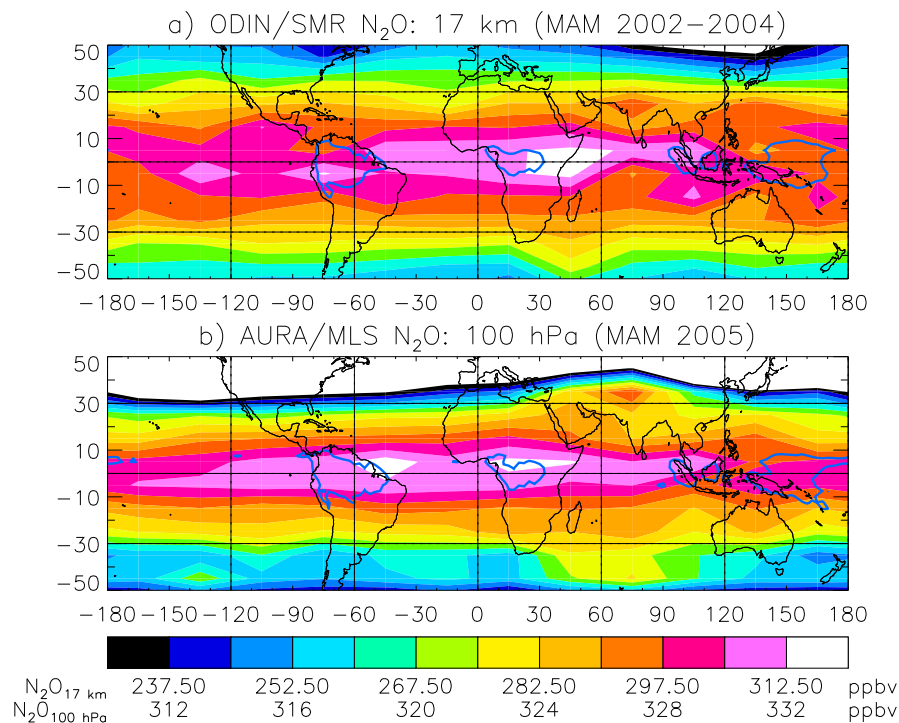 a) ODIN/SMR N₂O: 17 km (MAM 2002−2004)
50
30
10
−10
−30
−50
−180 −150 −120 −90 −60 −30 0 30 60 90 120 150 180
b) AURA/MLS N₂O: 100 hPa (MAM 2005)
50
30
10
−10
−30
−50
−180 −150 −120 −90 −60 −30 0 30 60 90 120 150 180
N₂O₁₇ ₖₘ 237.50 252.50 267.50 282.50 297.50 312.50 ppbv
N₂O₁₀₀ ₕPₐ 312 316 320 324 328 332 ppbv